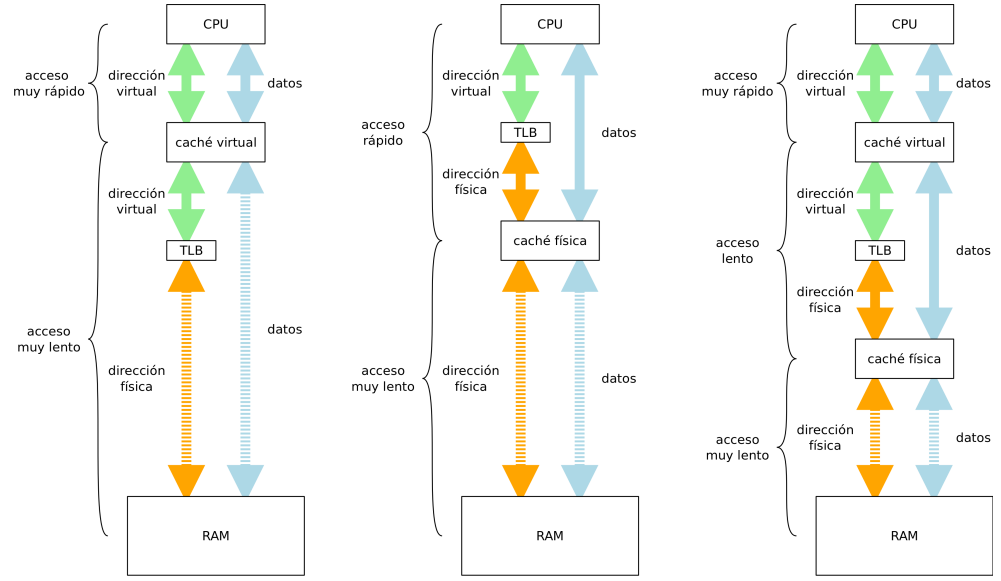 CPU
acceso
muy rápido
dirección
virtual
datos
caché virtual
dirección
virtual
TLB
acceso
muy lento
datos
dirección
física
RAM
CPU
dirección
virtual
acceso
rápido
TLB
datos
dirección
física
caché física
acceso
muy lento
dirección
física
datos
RAM
CPU
acceso
muy rápido
dirección
virtual
datos
caché virtual
dirección
virtual
acceso
lento
TLB
datos
dirección
física
caché física
acceso
muy lento
dirección
física
datos
RAM